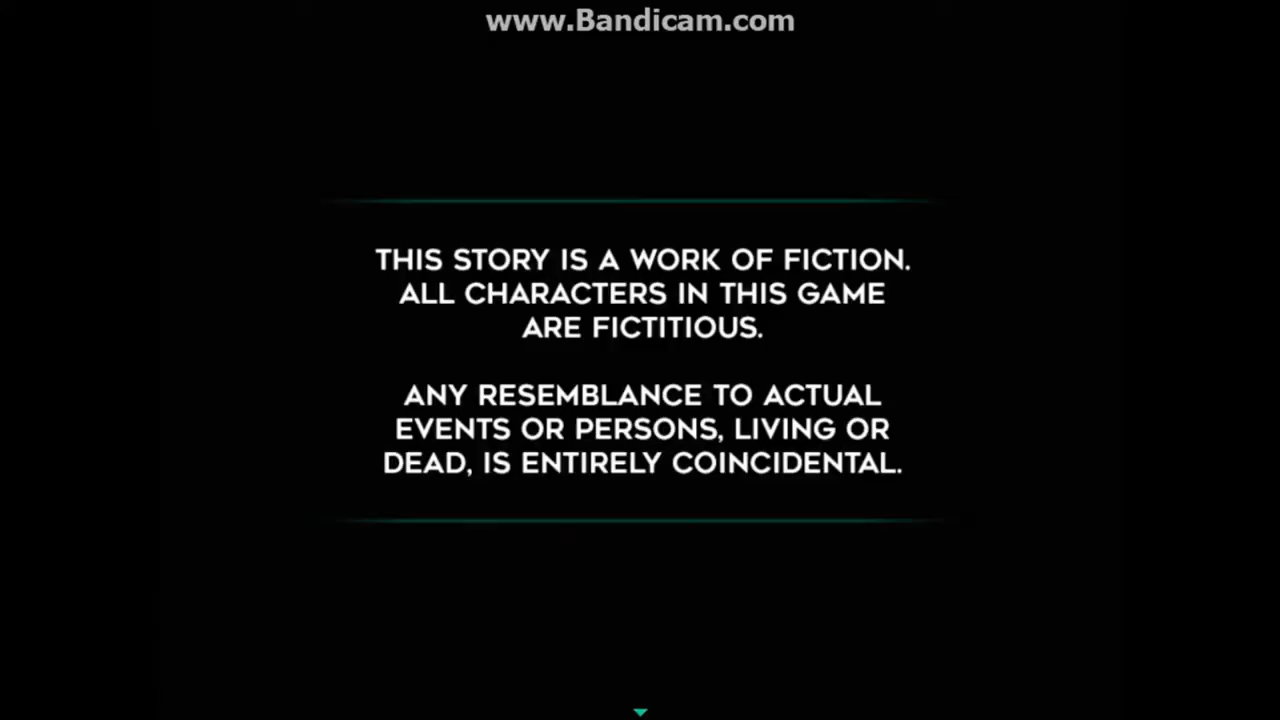 www.Bandicam.com
THIS STORY IS A WORK OF FICTION.
ALL CHARACTERS IN THIS GAME
ARE FICTITIOUS.
ANY RESEMBLANCE TO ACTUAL
EVENTS OR PERSONS, LIVING OR
DEAD, IS ENTIRELY COINCIDENTAL.